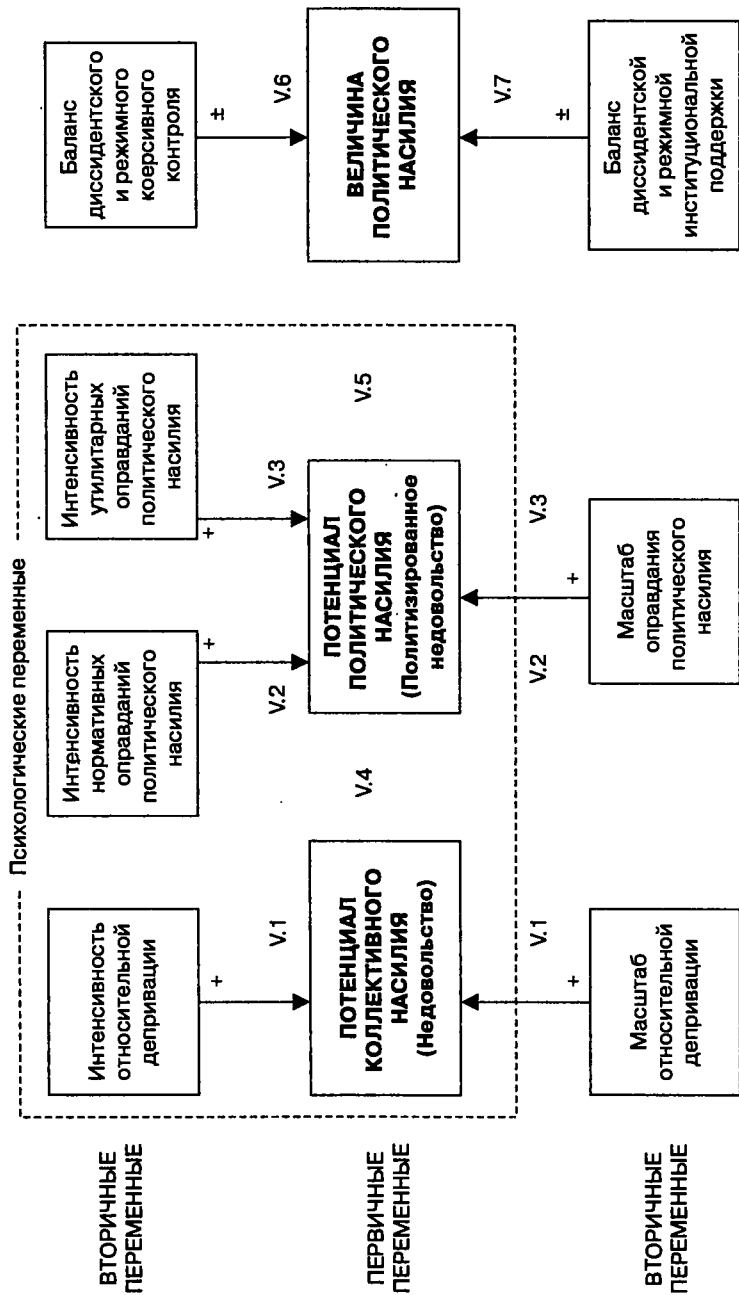 ВТОРИЧНЫЕ
ПЕРЕМЕННЫЕ
Психологические переменные
Интенсивность
относительной
депривации
Интенсивность
нормативных
оправданий
политического
насилия
Интенсивность
утилитарных
оправданий
политического
насилия
Баланс
диссидентского
и режимного
коерсивного
контроля
+
V.1
+
V.2
+
V.3
±
V.6
ПЕРВИЧНЫЕ
ПЕРЕМЕННЫЕ
ПОТЕНЦИАЛ
КОЛЛЕКТИВНОГО
НАСИЛИЯ
(Недовольство)
V.4
ПОТЕНЦИАЛ
ПОЛИТИЧЕСКОГО
НАСИЛИЯ
(Политизированное
недовольство)
V.5
ВЕЛИЧИНА
ПОЛИТИЧЕСКОГО
НАСИЛИЯ
V.1
+
V.2
+
V.3
V.7
±
ВТОРИЧНЫЕ
ПЕРЕМЕННЫЕ
Масштаб
относительной
депривации
Масштаб
оправдания
политического
насилия
Баланс
диссидентской
и режимной
институциональной
поддержки